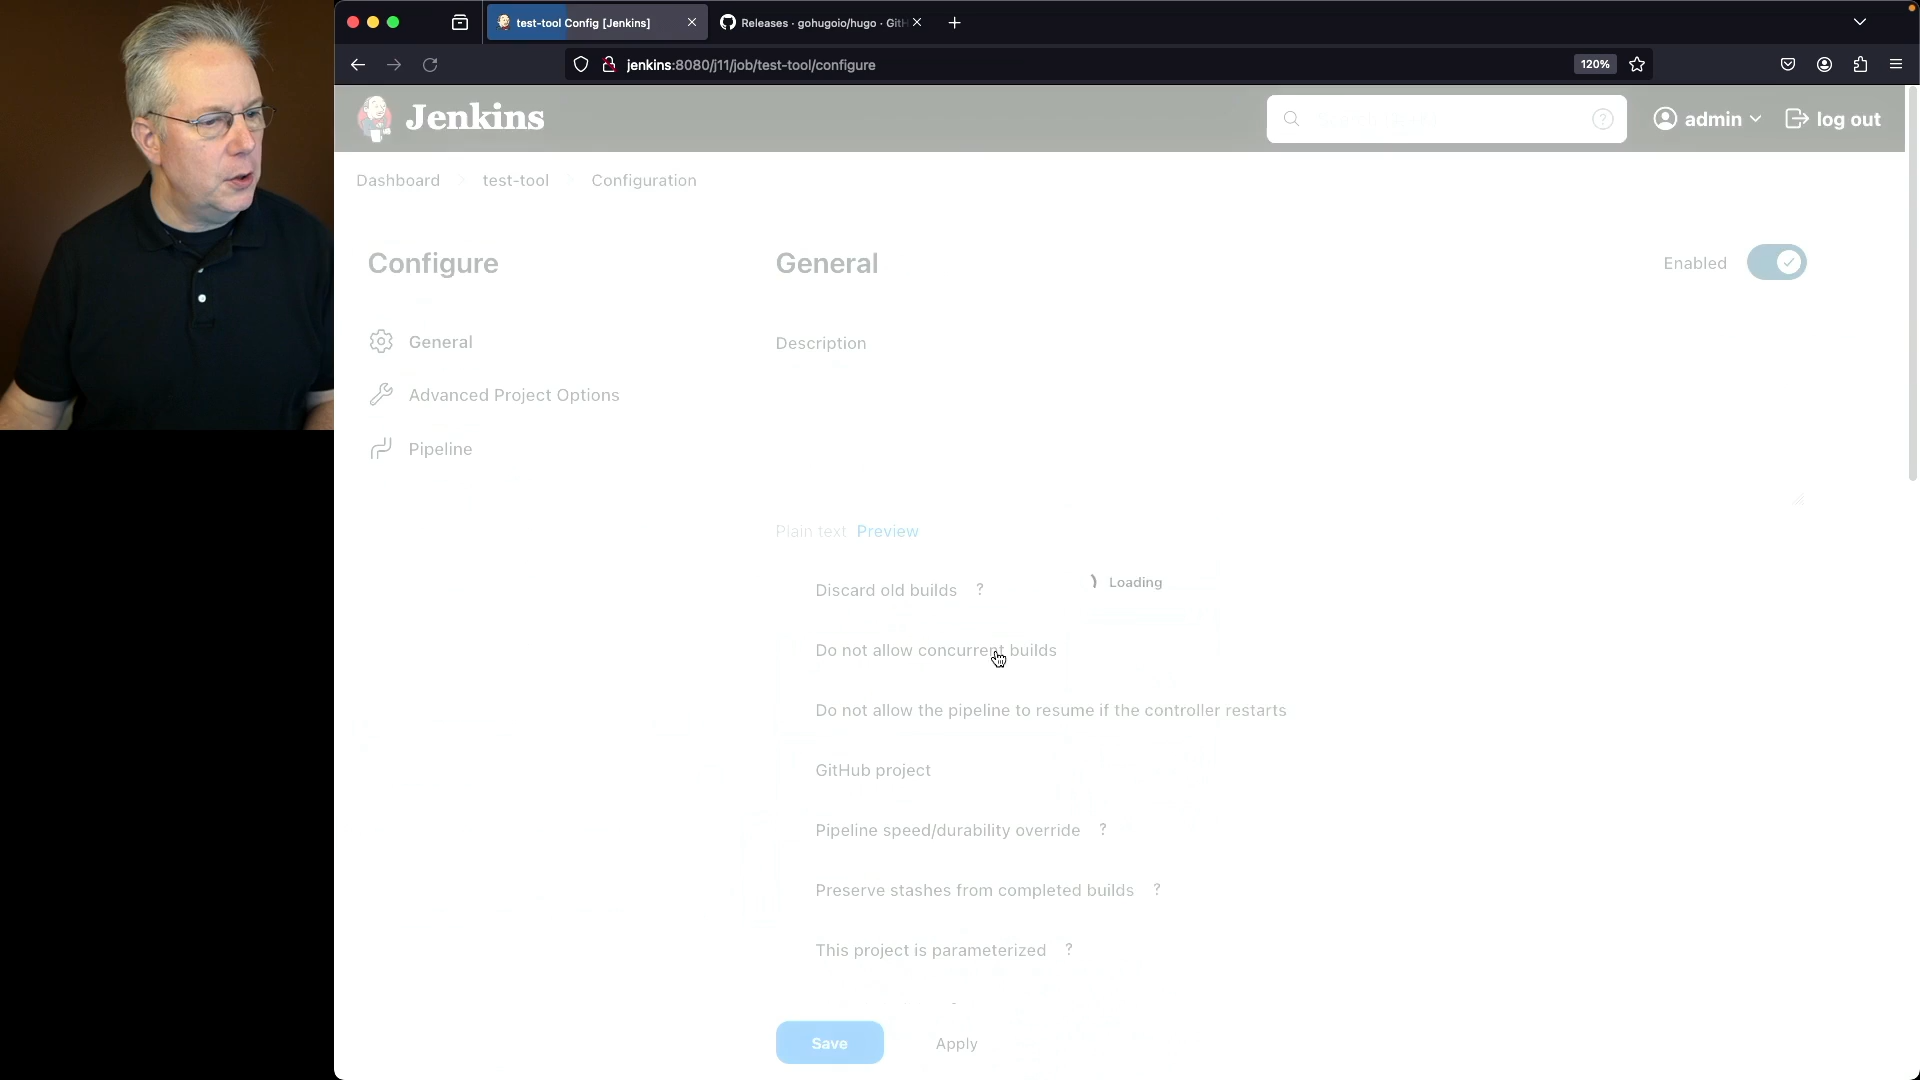 test-tool Config [Jenkins]
Releases · gohugoio/hugo · GitH
jenkins:8080/j11/job/test-tool/configure
120%
Jenkins
admin
log out
Dashboard
test-tool
Configuration
Configure
General
Enabled
General
Description
Advanced Project Options
Pipeline
Plain text Preview
Loading
Discard old builds ?
Do not allow concurrent builds
Do not allow the pipeline to resume if the controller restarts
GitHub project
Pipeline speed/durability override ?
Preserve stashes from completed builds ?
This project is parameterized ?
Save
Apply